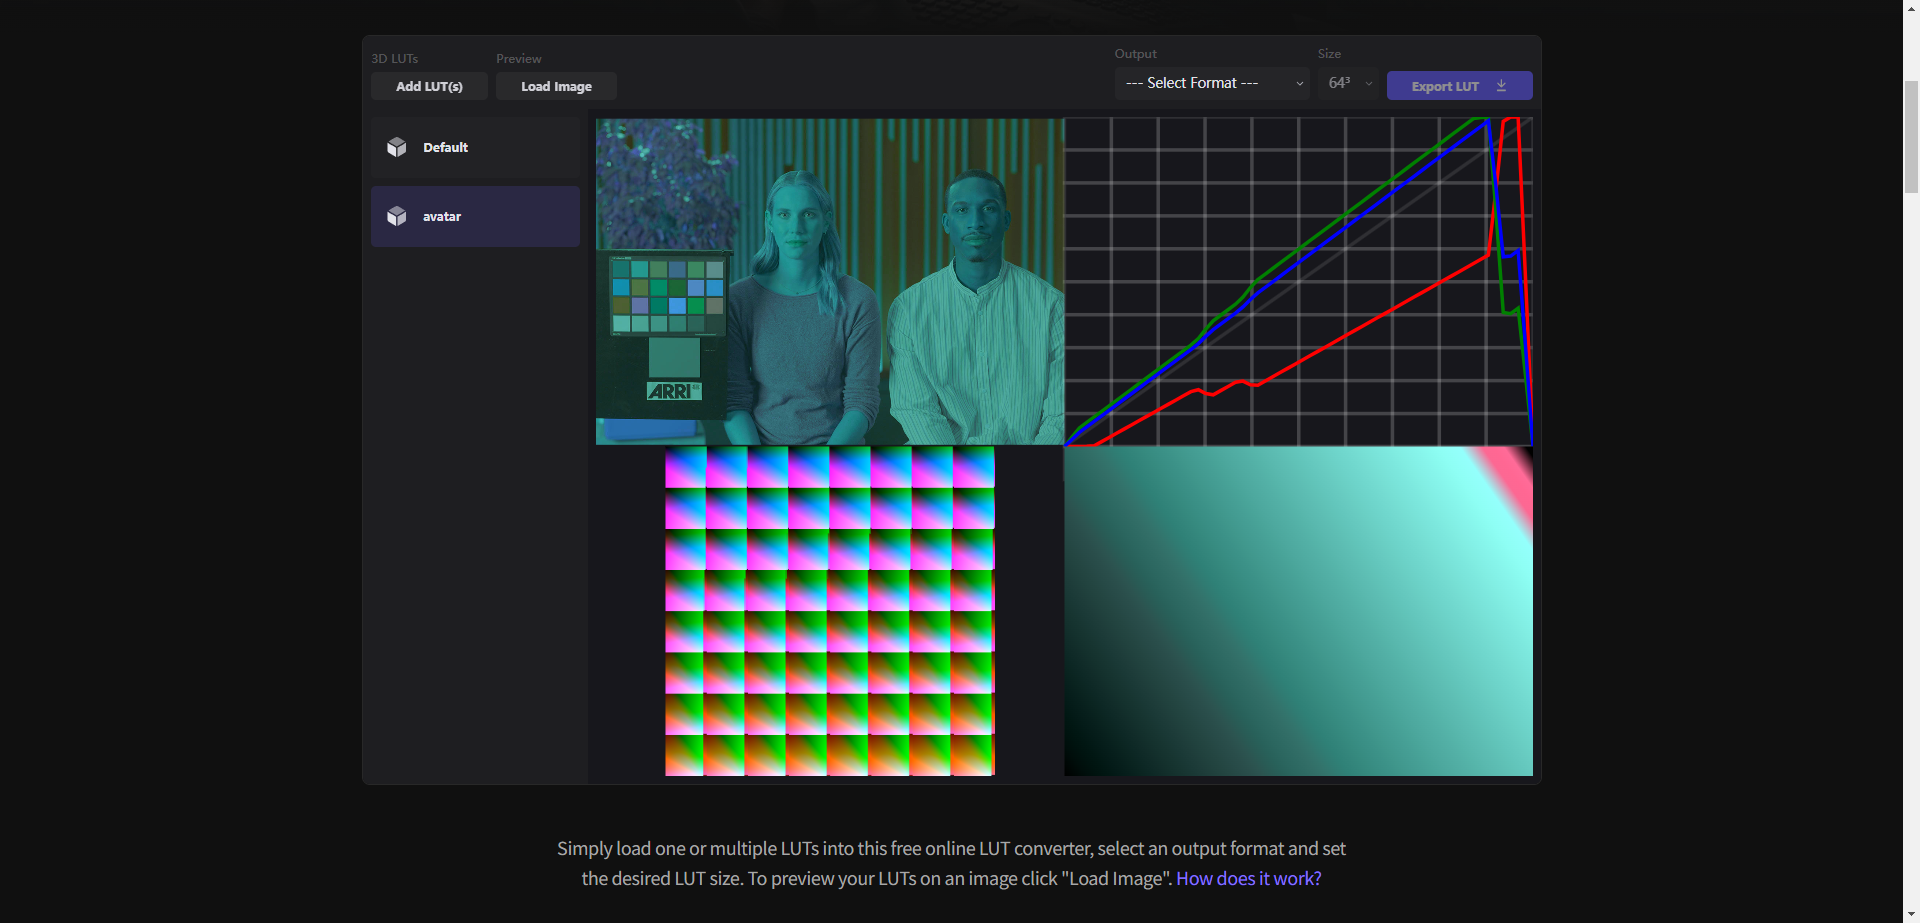 3D LUTs
Preview
Output
Size
Add LUT(s)
Load Image
--- Select Format ---
64³
Export LUT
Default
avatar
ARRI
Simply load one or multiple LUTs into this free online LUT converter, select an output format and set
the desired LUT size. To preview your LUTs on an image click "Load Image". How does it work?